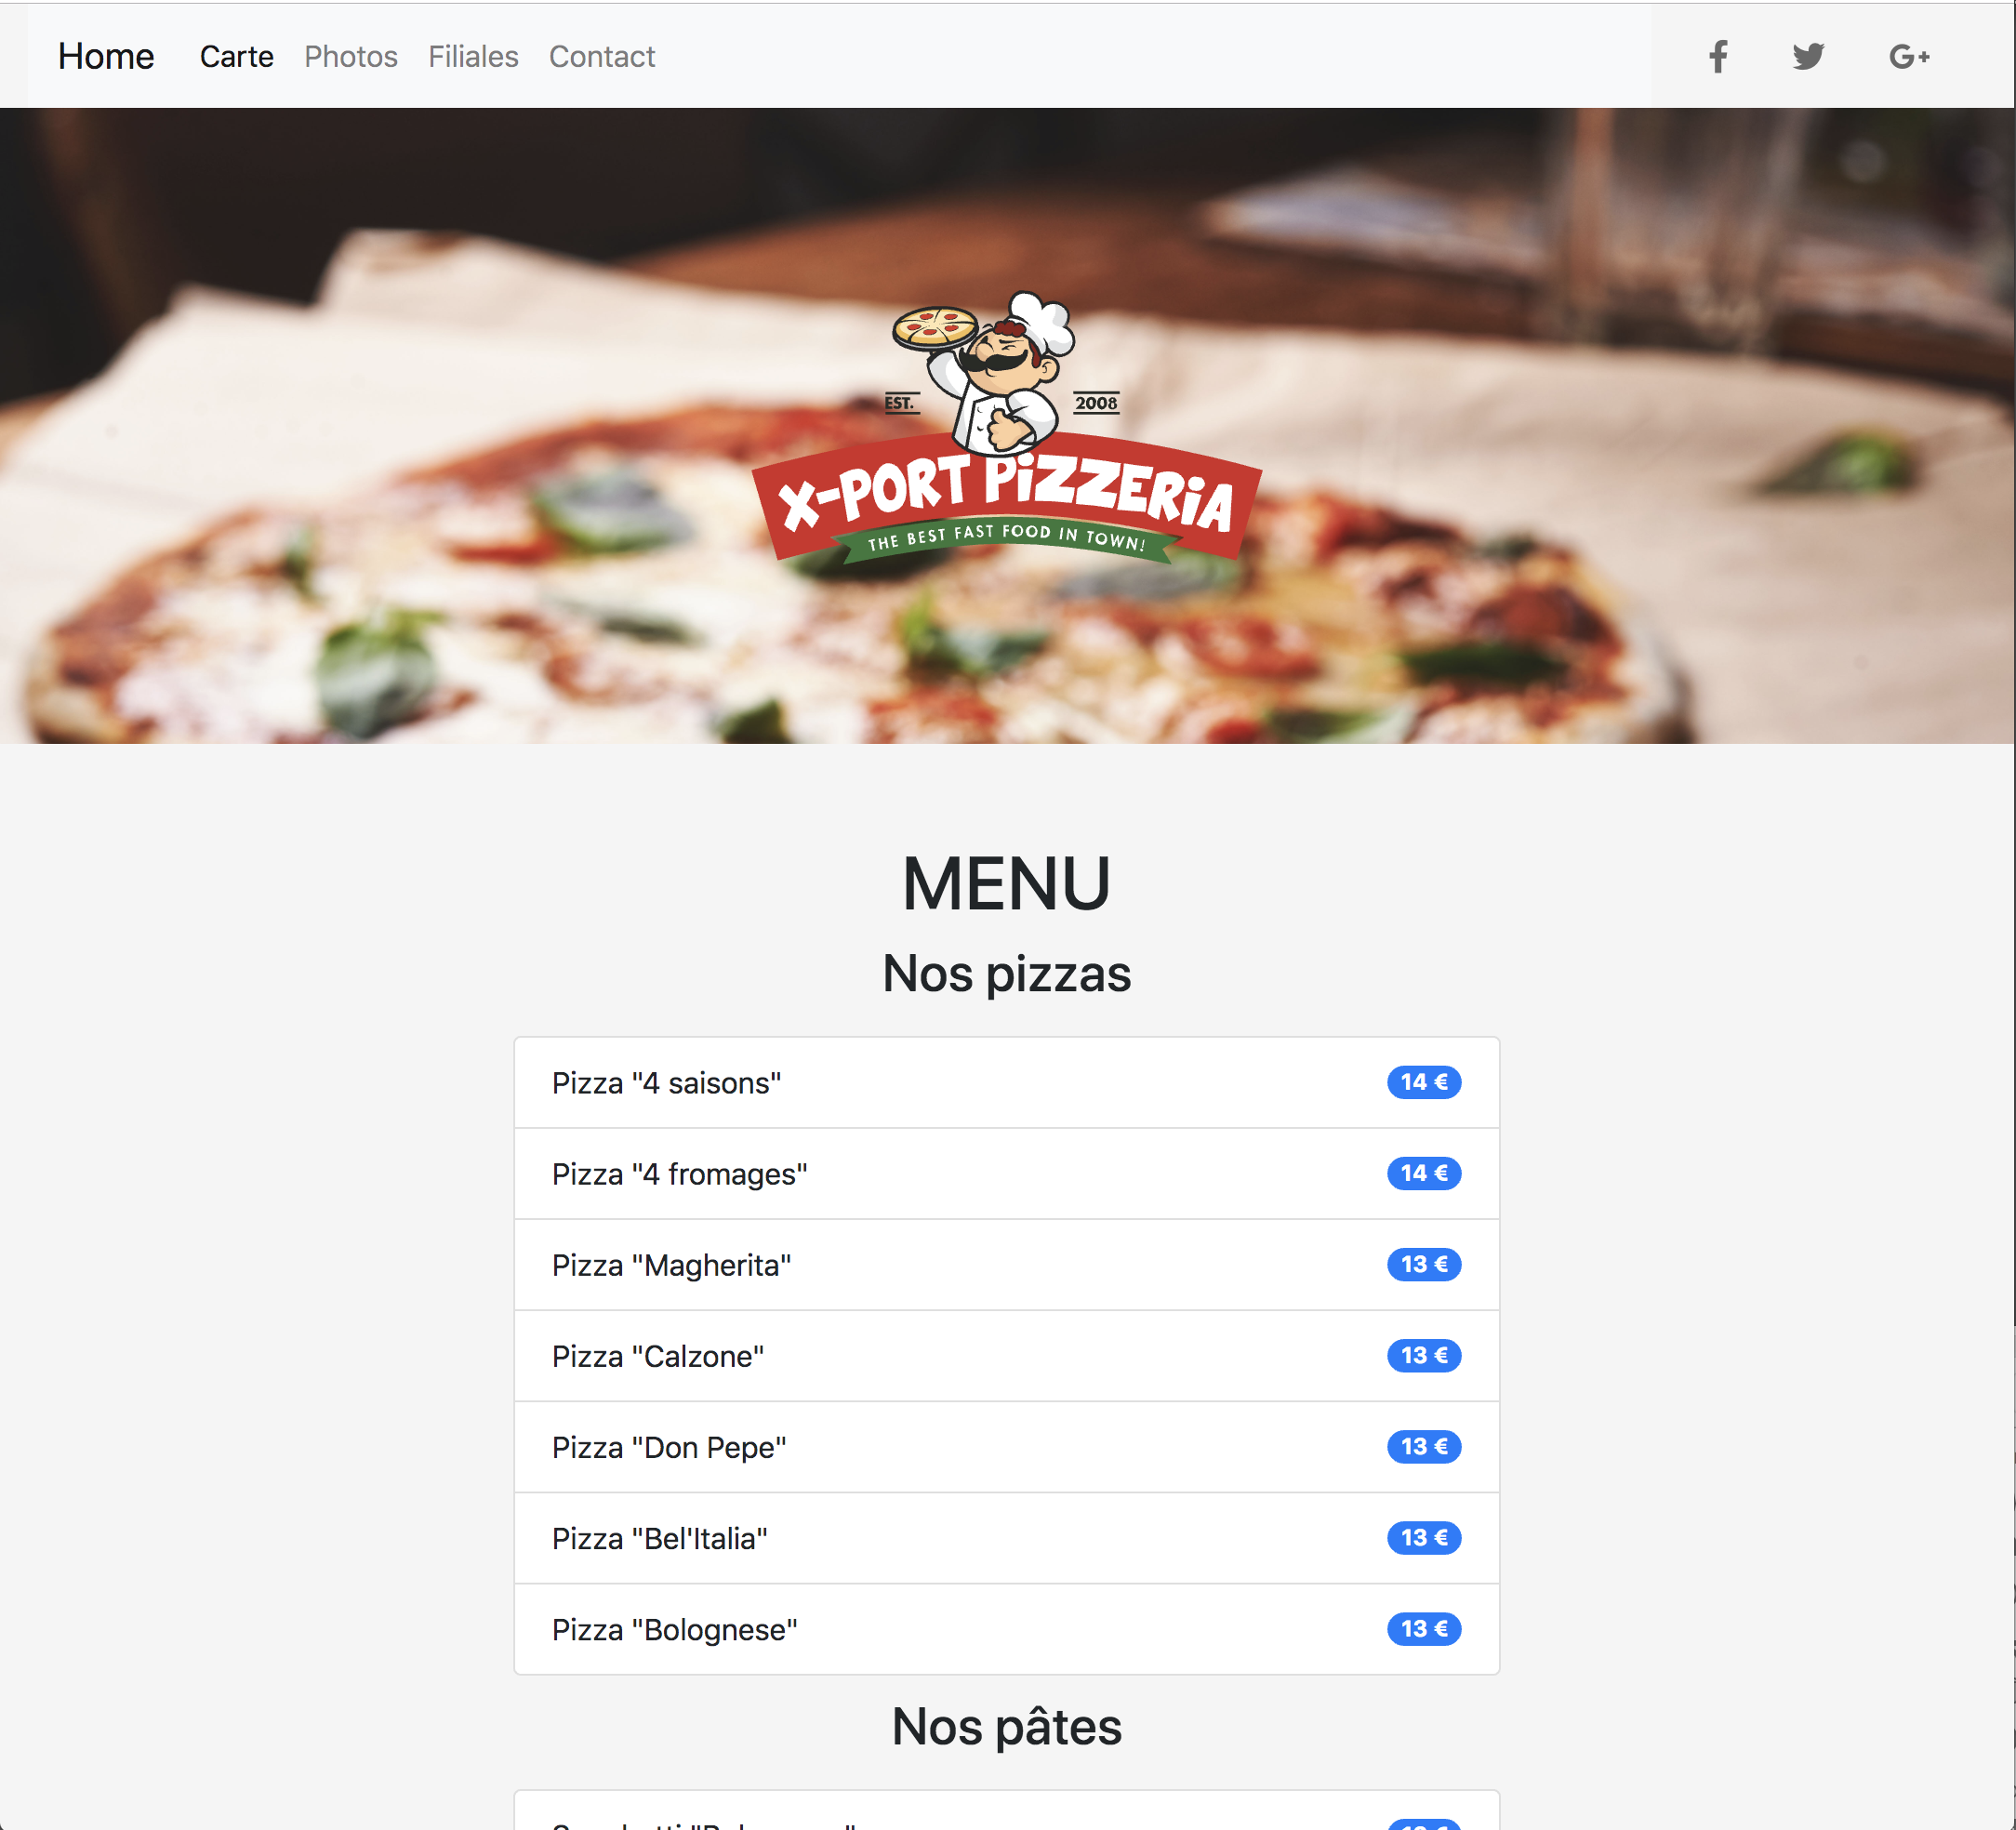 Home Carte Photos Filiales Contact
EST. 2008
X-PORT PiZZERiA
THE BEST FAST FOOD IN TOWN!
MENU
Nos pizzas
Pizza "4 saisons" 14 €
Pizza "4 fromages" 14 €
Pizza "Magherita" 13 €
Pizza "Calzone" 13 €
Pizza "Don Pepe" 13 €
Pizza "Bel'Italia" 13 €
Pizza "Bolognese" 13 €
Nos pâtes